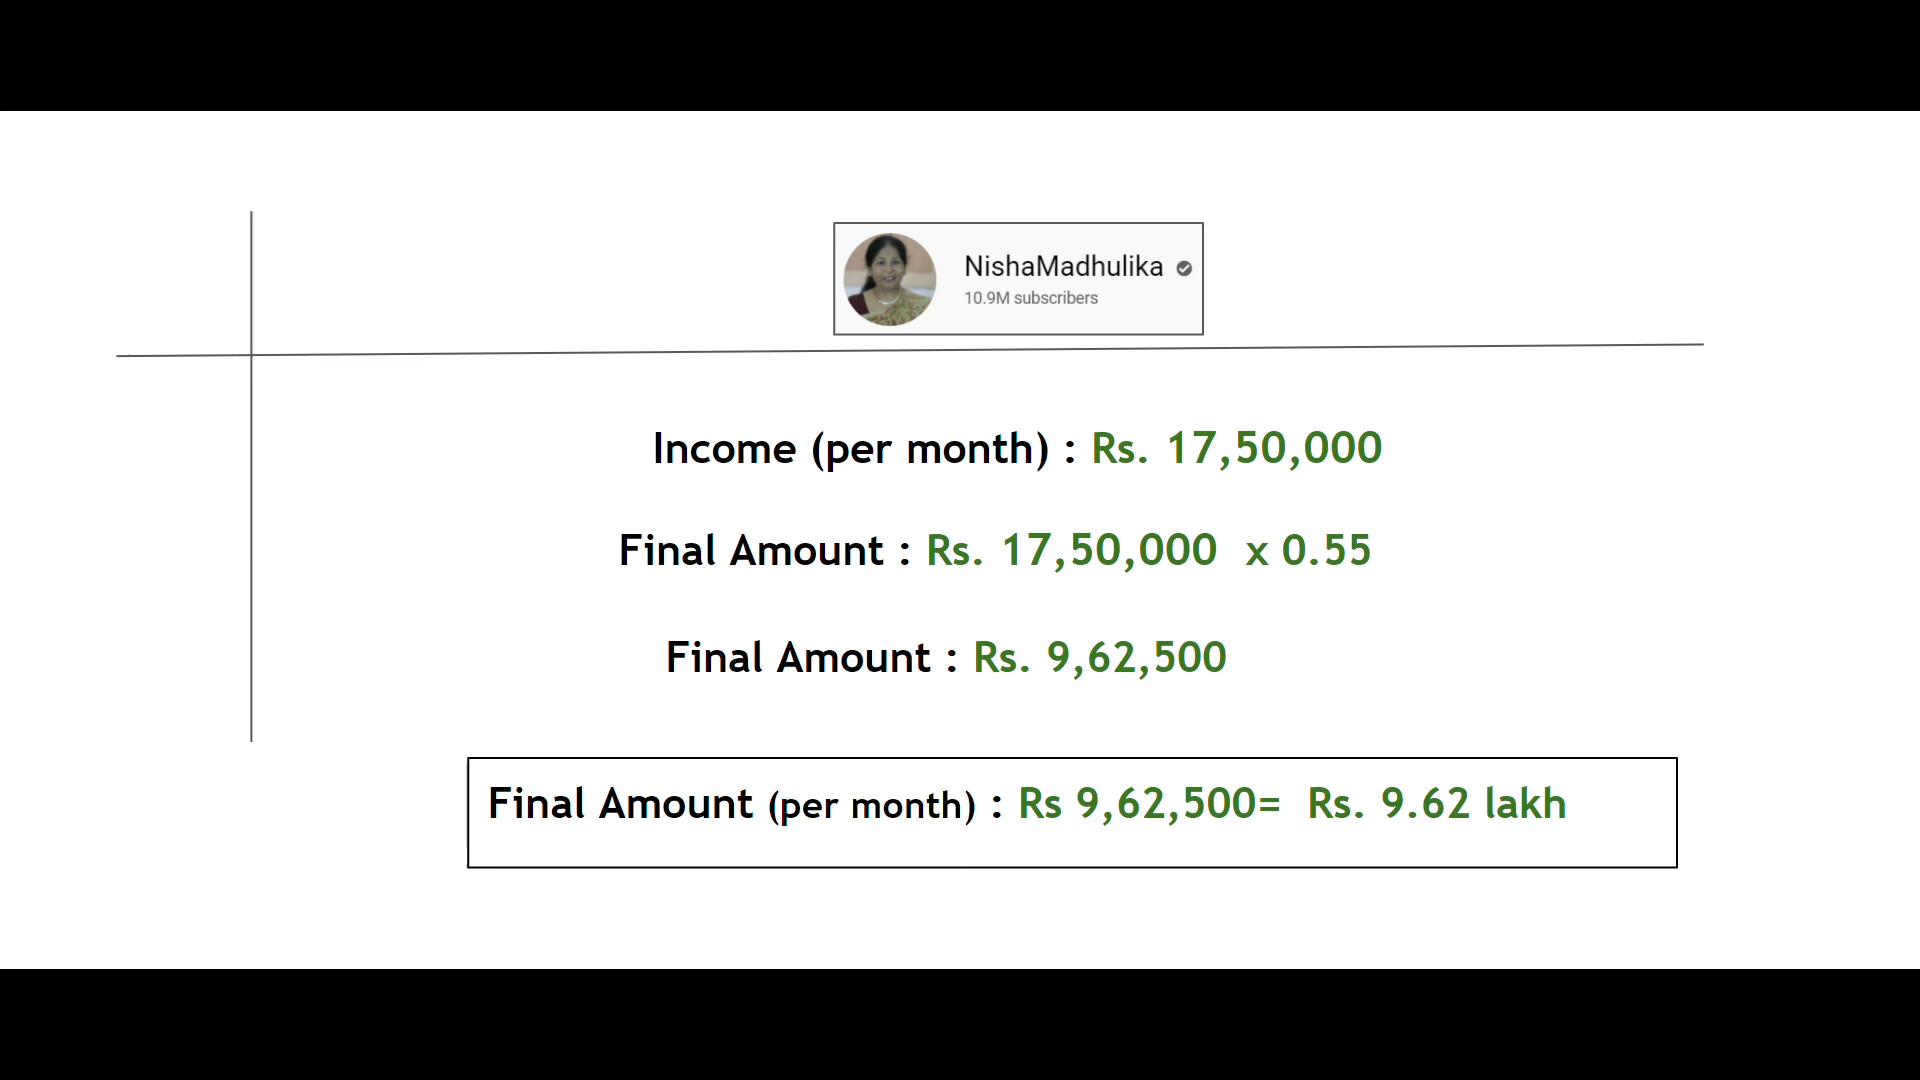 NishaMadhulika
10.9M subscribers
Income (per month) : Rs. 17,50,000
Final Amount : Rs. 17,50,000 x 0.55
Final Amount : Rs. 9,62,500
Final Amount (per month) : Rs 9,62,500= Rs. 9.62 lakh